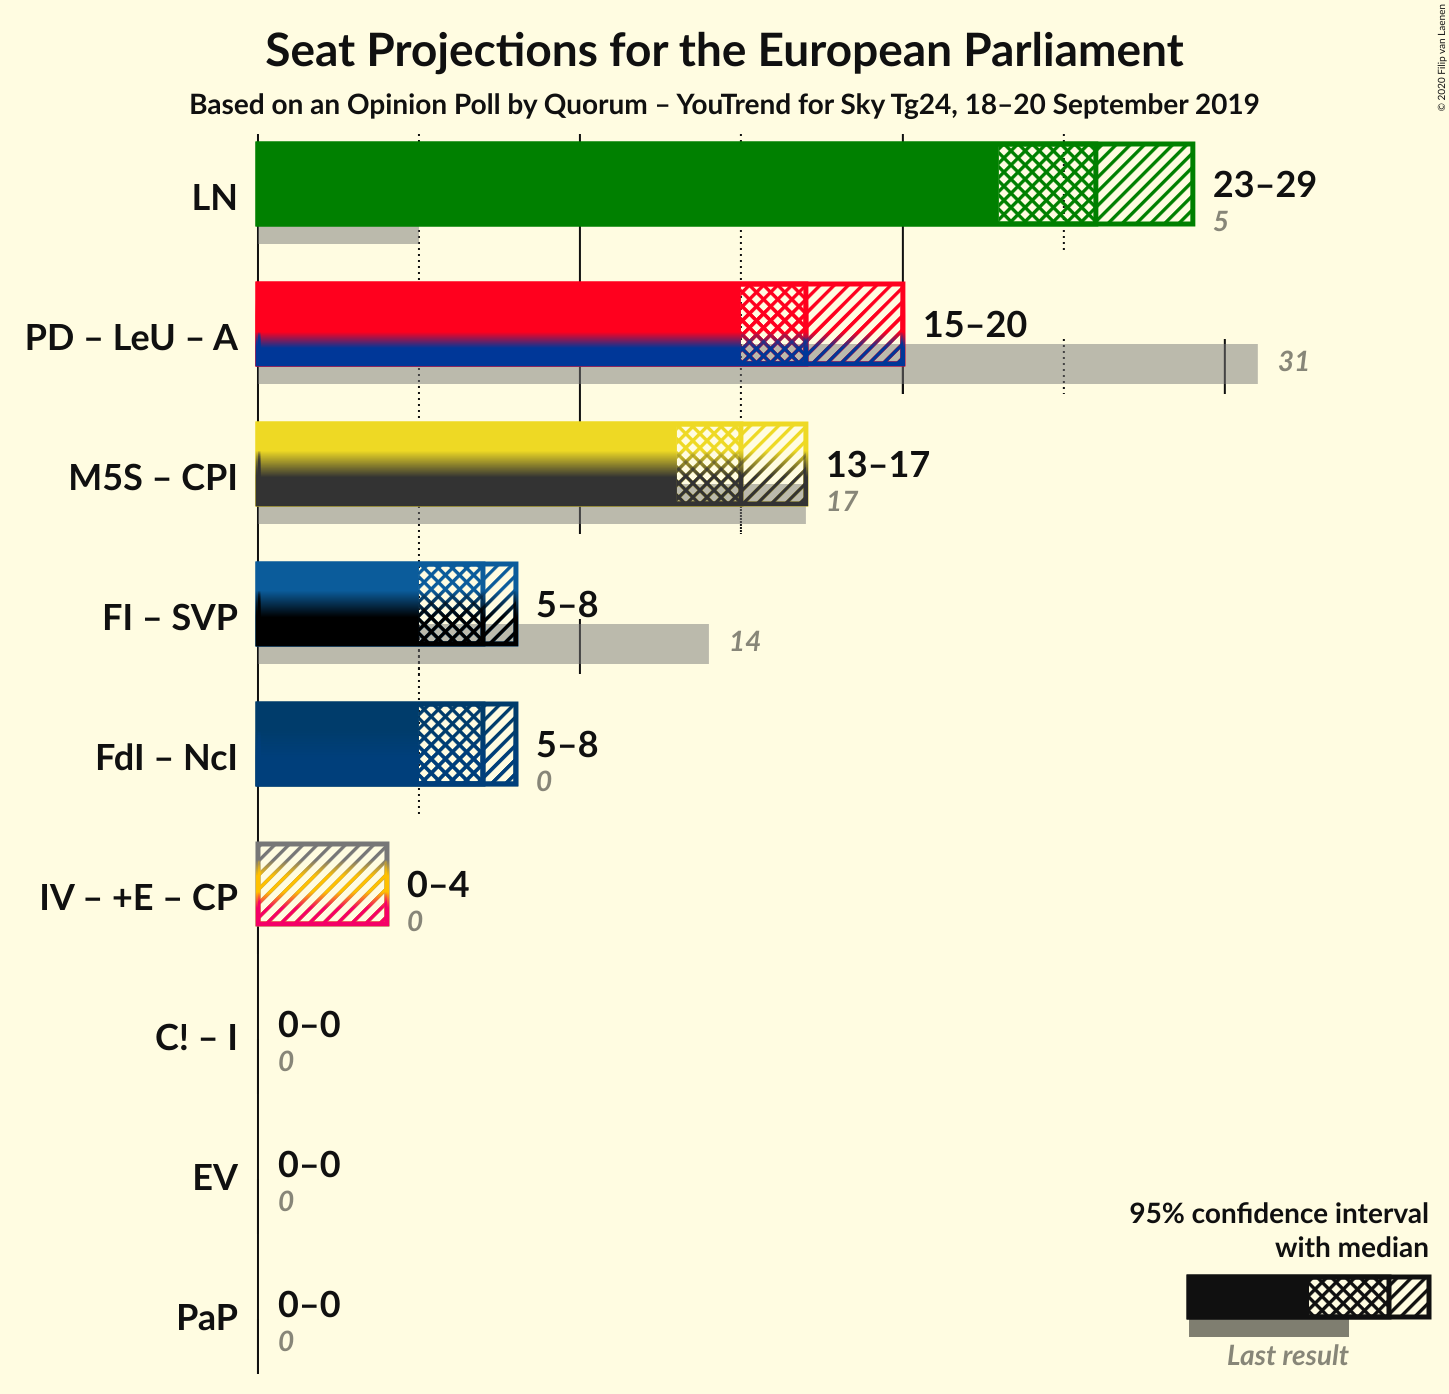 Seat Projections for the European Parliament
Based on an Opinion Poll by Quorum – YouTrend for Sky Tg24, 18–20 September 2019
© 2020 Filip van Laenen
LN
23–29
5
PD – LeU – A
15–20
31
M5S – CPI
13–17
17
FI – SVP
5–8
14
FdI – NcI
5–8
0
IV – +E – CP
0–4
0
C! – I
0–0
0
EV
0–0
0
PaP
0–0
0
95% confidence interval
with median
Last result